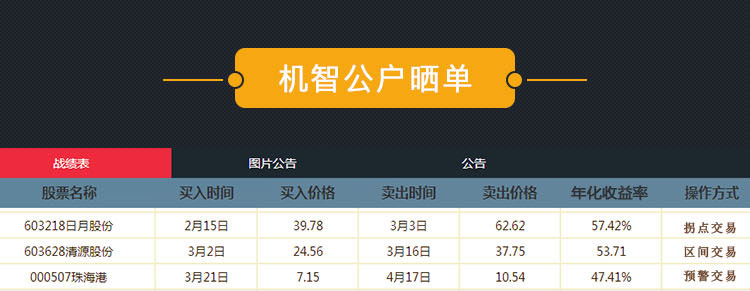 机智公户晒单
战绩表 图片公告 公告
股票名称 买入时间 买入价格 卖出时间 卖出价格 年化收益率 操作方式
603218日月股份 2月15日 39.78 3月3日 62.62 57.42% 拐点交易
603628清源股份 3月2日 24.56 3月16日 37.75 53.71 区间交易
000507珠海港 3月21日 7.15 4月17日 10.54 47.41% 预警交易